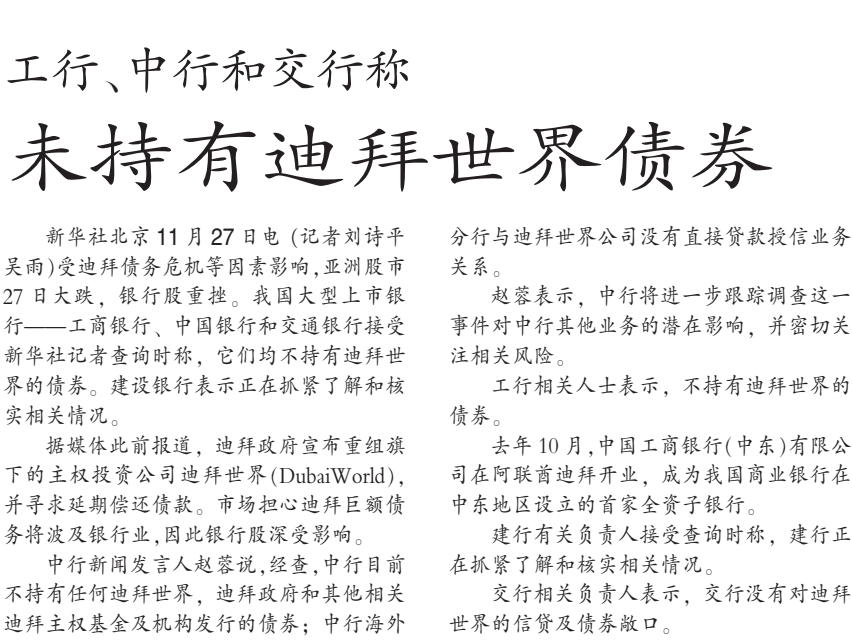 工行、中行和交行称
未持有迪拜世界债券
新华社北京 11 月 27 日电 (记者刘诗平
吴雨)受迪拜债务危机等因素影响,亚洲股市
27 日大跌，银行股重挫。我国大型上市银
行——工商银行、中国银行和交通银行接受
新华社记者查询时称，它们均不持有迪拜世
界的债券。建设银行表示正在抓紧了解和核
实相关情况。
据媒体此前报道，迪拜政府宣布重组旗
下的主权投资公司迪拜世界(DubaiWorld),
并寻求延期偿还债款。市场担心迪拜巨额债
务将波及银行业,因此银行股深受影响。
中行新闻发言人赵蓉说,经查,中行目前
不持有任何迪拜世界，迪拜政府和其他相关
迪拜主权基金及机构发行的债券；中行海外
分行与迪拜世界公司没有直接贷款授信业务
关系。
赵蓉表示，中行将进一步跟踪调查这一
事件对中行其他业务的潜在影响，并密切关
注相关风险。
工行相关人士表示，不持有迪拜世界的
债券。
去年 10 月,中国工商银行(中东)有限公
司在阿联酋迪拜开业，成为我国商业银行在
中东地区设立的首家全资子银行。
建行有关负责人接受查询时称，建行正
在抓紧了解和核实相关情况。
交行相关负责人表示，交行没有对迪拜
世界的信贷及债券敞口。